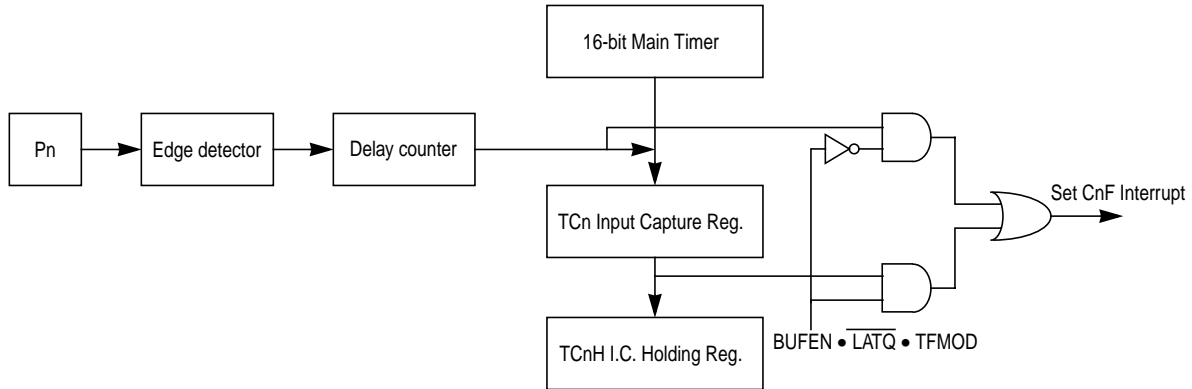 16-bit Main Timer
Pn
Edge detector
Delay counter
TCn Input Capture Reg.
Set CnF Interrupt
TCnH I.C. Holding Reg.
BUFEN • L̅A̅T̅Q̅ • TFMOD